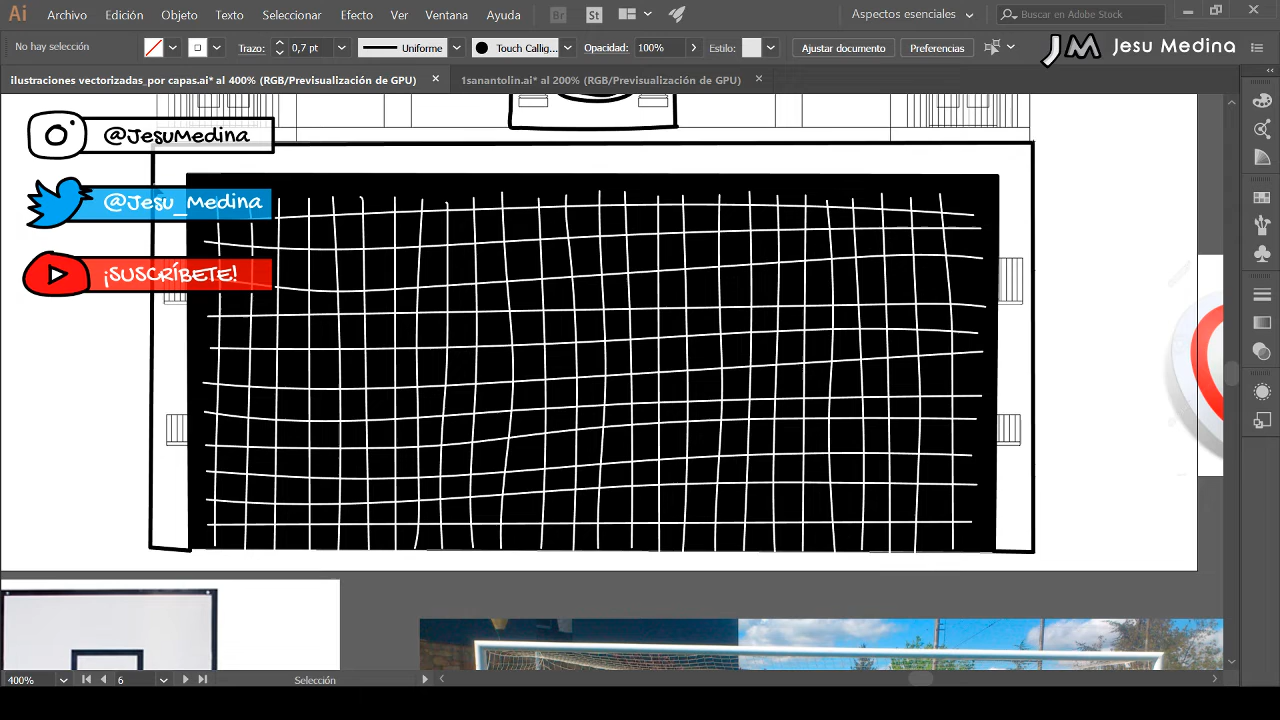 Ai Archivo Edición Objeto Texto Seleccionar Efecto Ver Ventana Ayuda Br St Aspectos esenciales Buscar en Adobe Stock
No hay selección Trazo: 0,7 pt Uniforme Touch Callig... Opacidad: 100% Estilo: Ajustar documento Preferencias JM Jesu Medina
ilustraciones vectorizadas_por capas.ai* al 400% (RGB/Previsualización de GPU) 1sanantolin.ai* al 200% (RGB/Previsualización de GPU)
@JesuMedina
@Jesu_Medina
¡SUSCRÍBETE!
400% 6 Selección